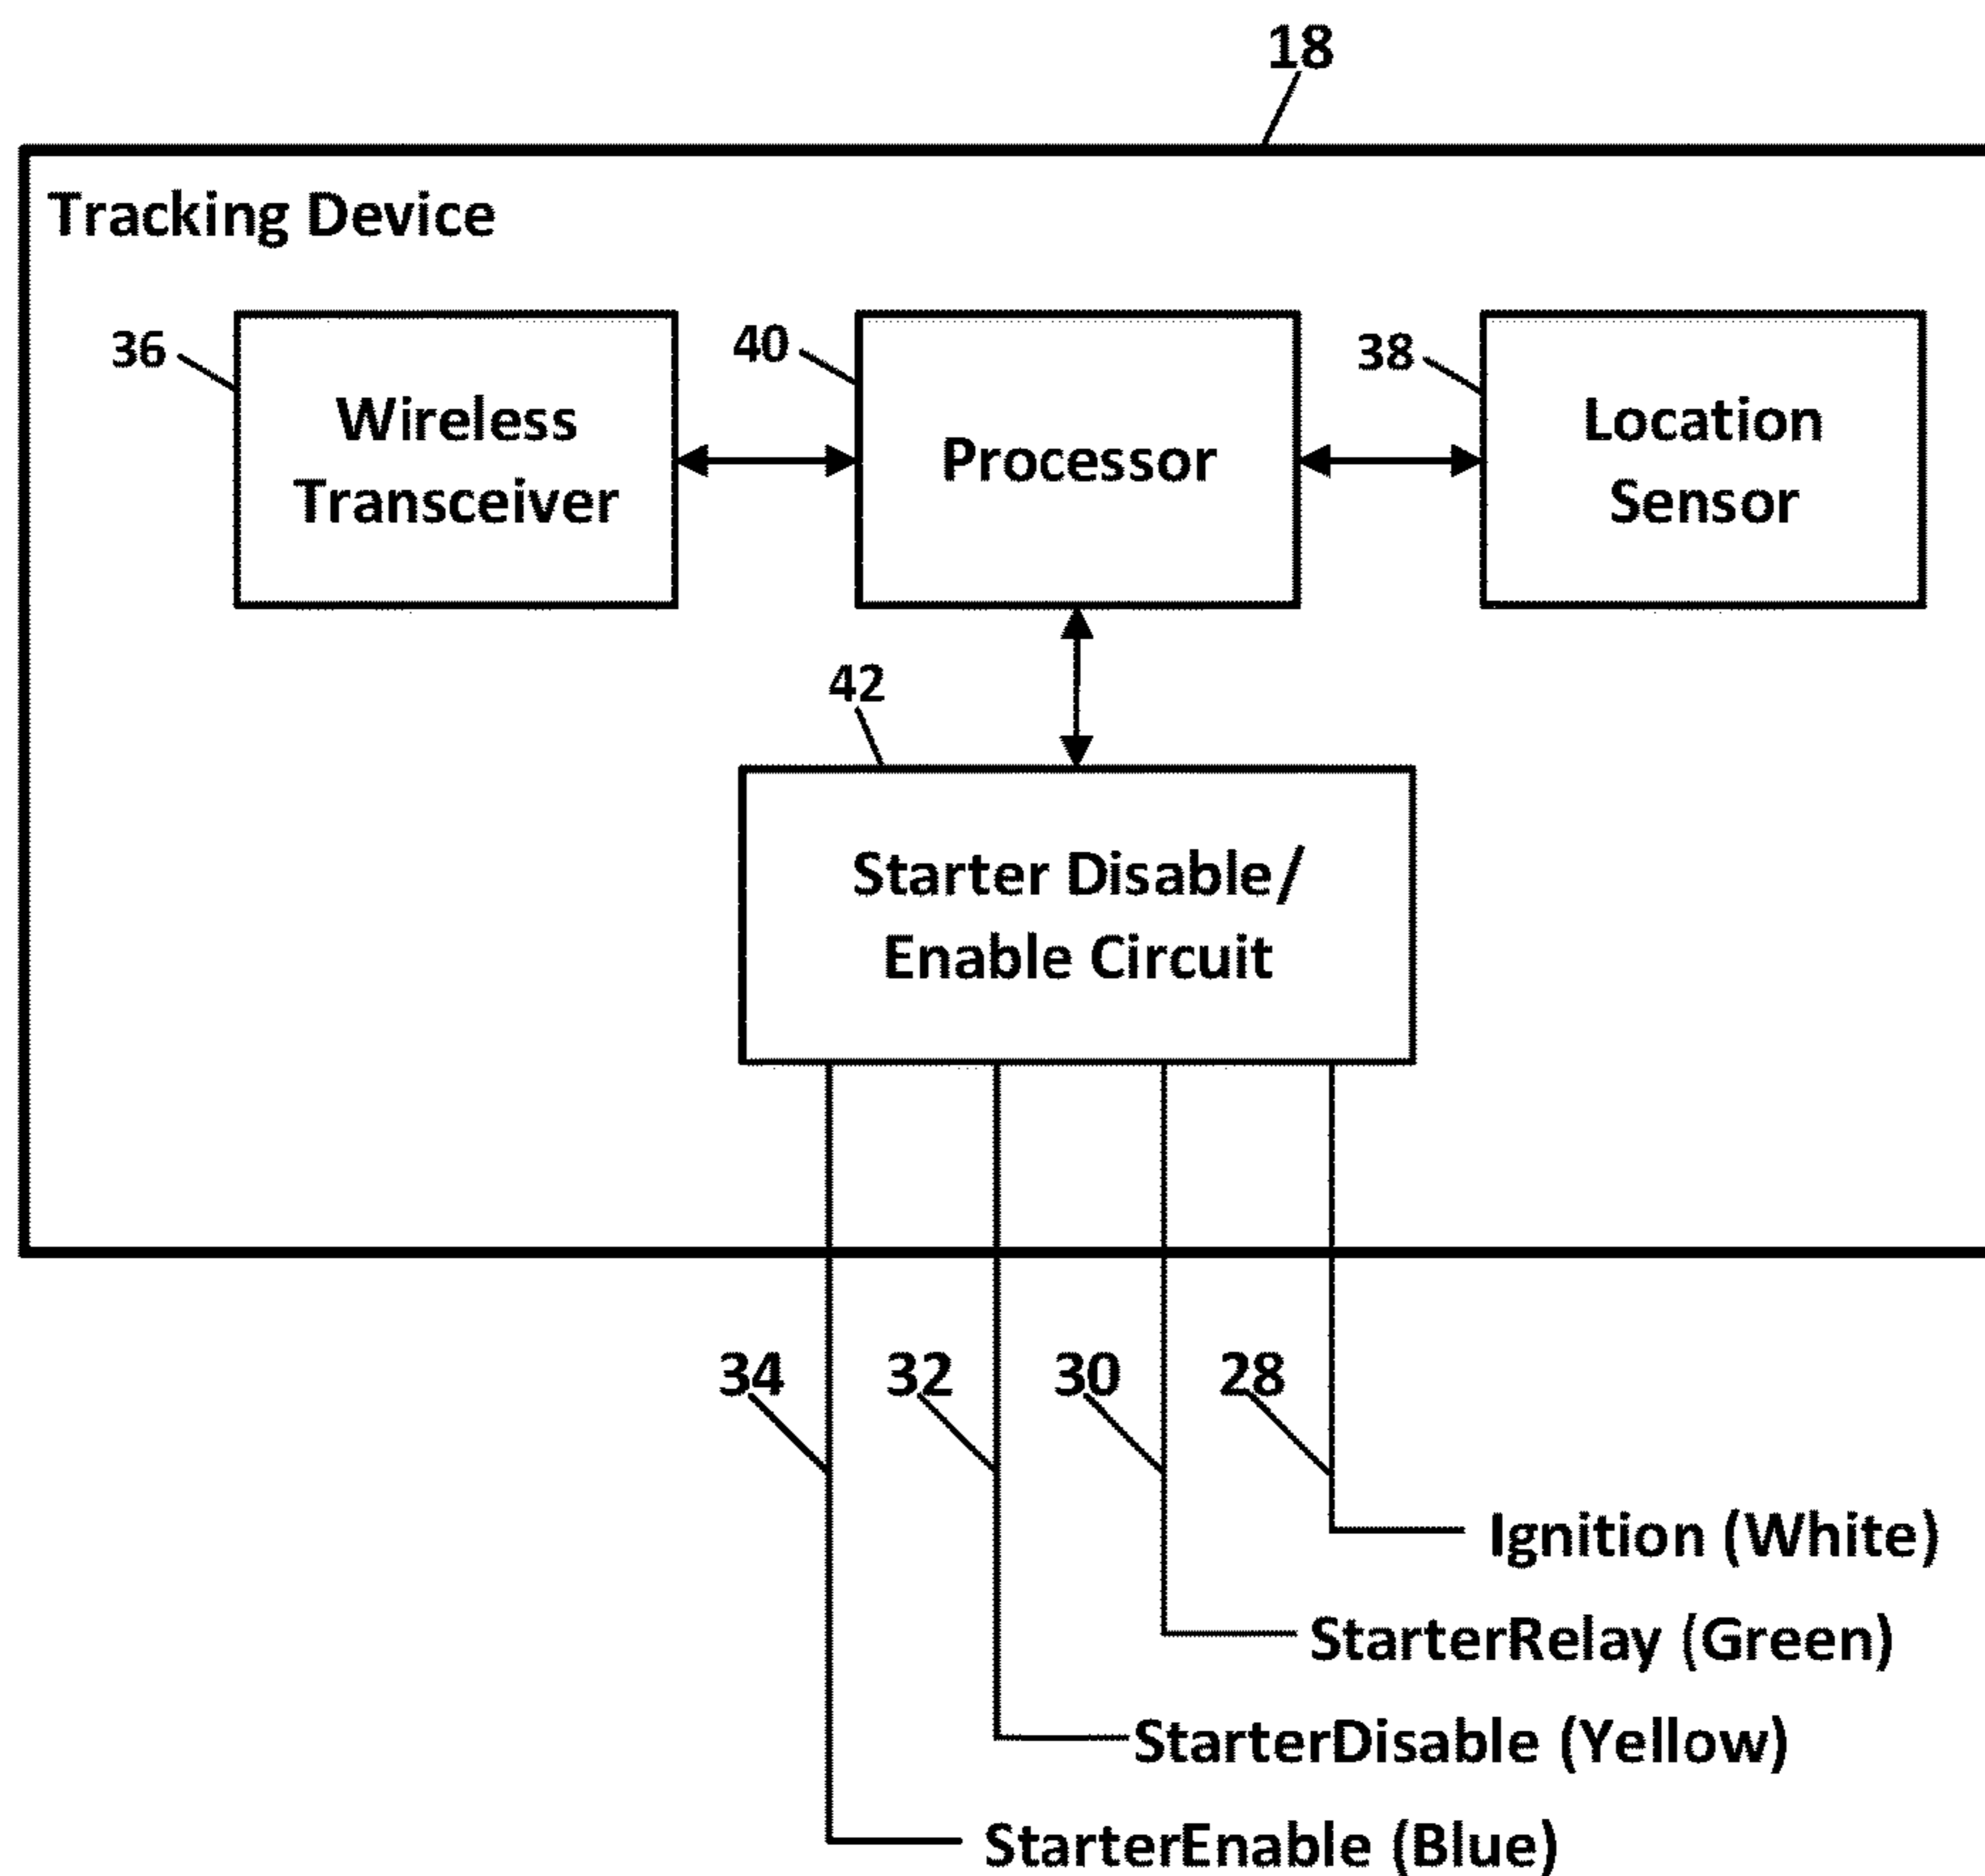 18
Tracking Device
36
40
38
Wireless
Transceiver
Processor
Location
Sensor
42
Starter Disable/
Enable Circuit
34
32
30
28
Ignition (White)
StarterRelay (Green)
StarterDisable (Yellow)
StarterEnable (Blue)